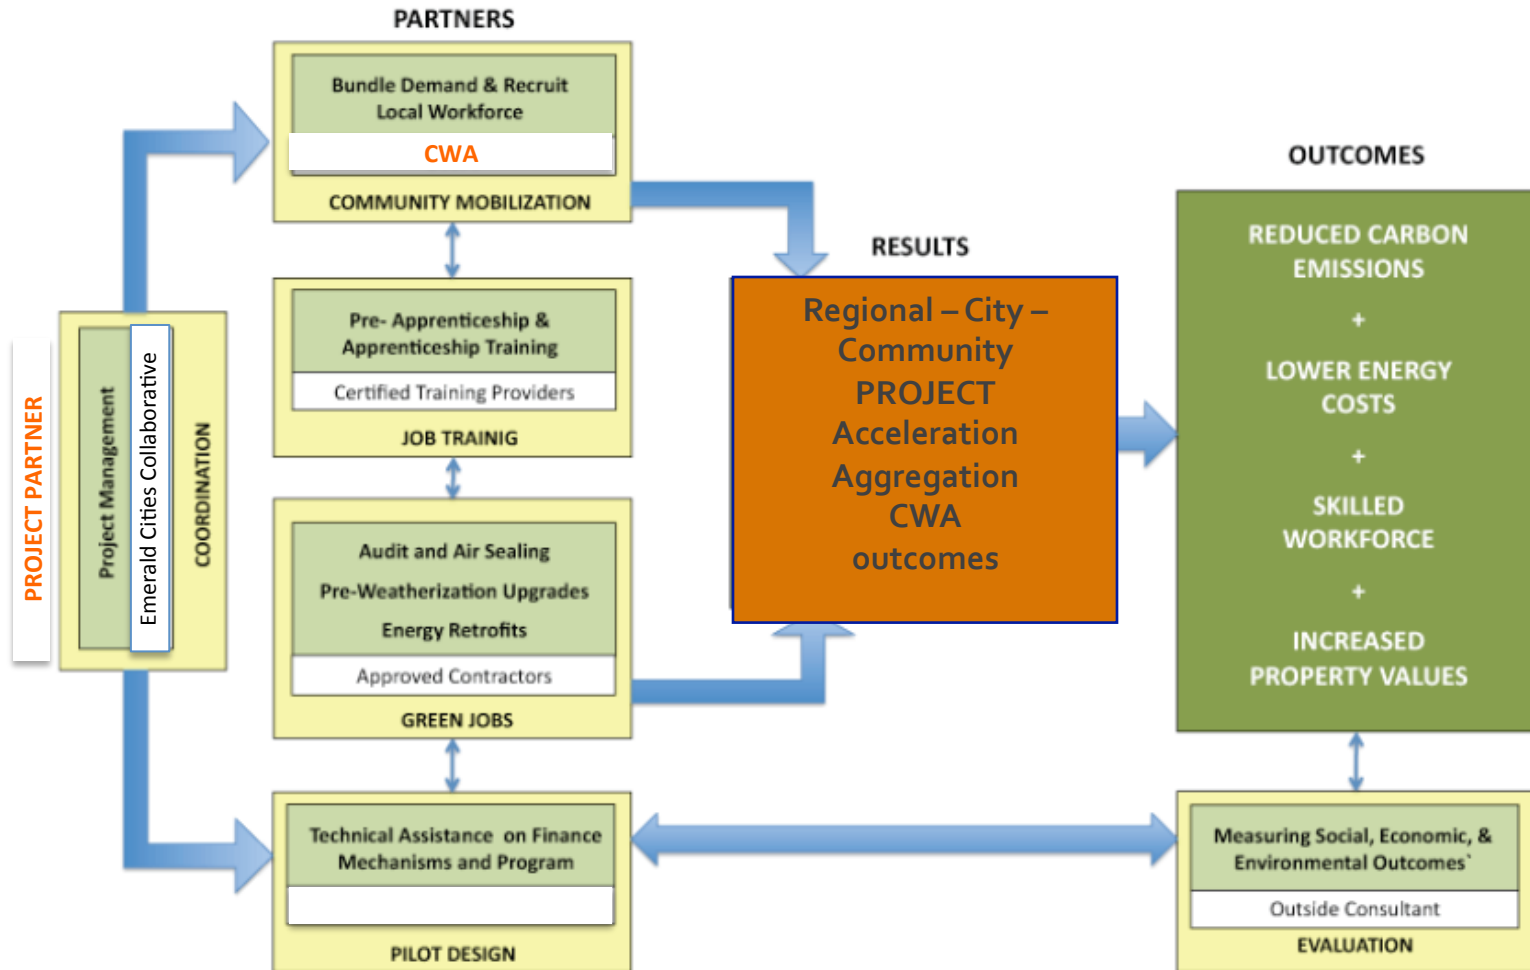 PARTNERS
Bundle Demand & Recruit
Local Workforce
CWA
COMMUNITY MOBILIZATION
Pre- Apprenticeship &
Apprenticeship Training
Certified Training Providers
JOB TRAINIG
Audit and Air Sealing
Pre-Weatherization Upgrades
Energy Retrofits
Approved Contractors
GREEN JOBS
Technical Assistance on Finance
Mechanisms and Program
PILOT DESIGN
PROJECT PARTNER
Project Management
Emerald Cities Collaborative
COORDINATION
RESULTS
Regional – City –
Community
PROJECT
Acceleration
Aggregation
CWA
outcomes
OUTCOMES
REDUCED CARBON
EMISSIONS
+
LOWER ENERGY
COSTS
+
SKILLED
WORKFORCE
+
INCREASED
PROPERTY VALUES
Measuring Social, Economic, &
Environmental Outcomes`
Outside Consultant
EVALUATION